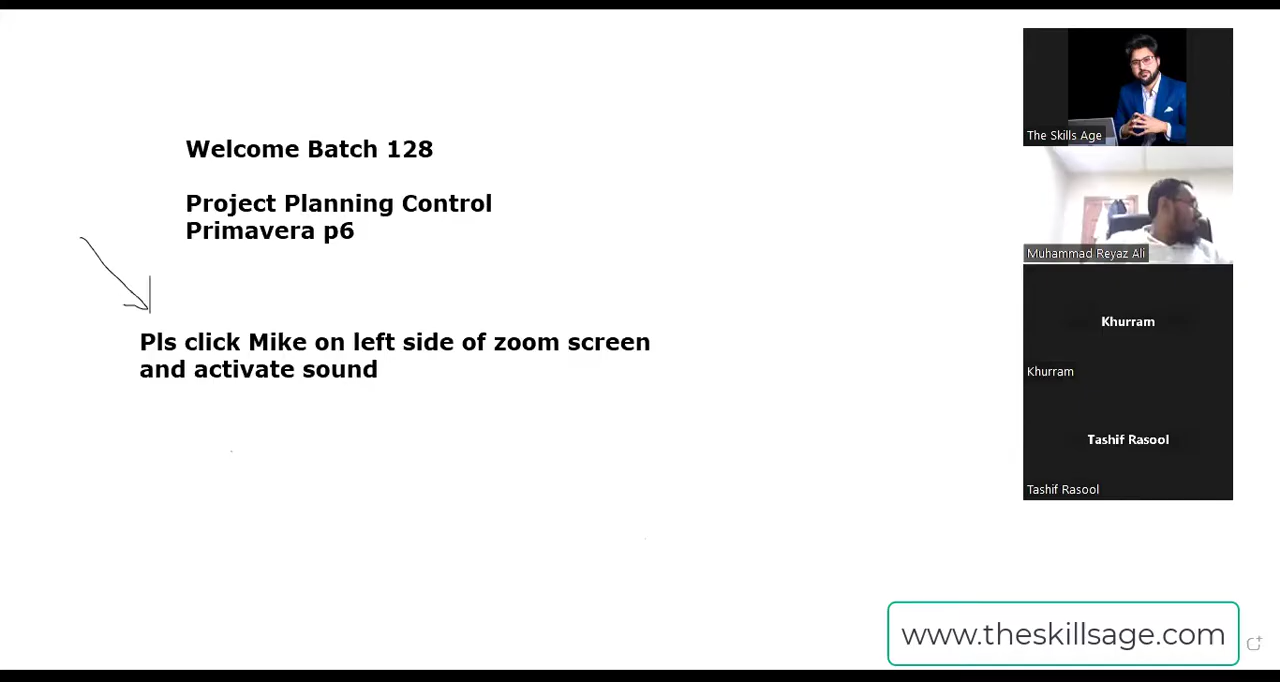 Welcome Batch 128
Project Planning Control
Primavera p6
Pls click Mike on left side of zoom screen
and activate sound
The Skills Age
Muhammad Reyaz Ali
Khurram
Khurram
Tashif Rasool
Tashif Rasool
www.theskillsage.com